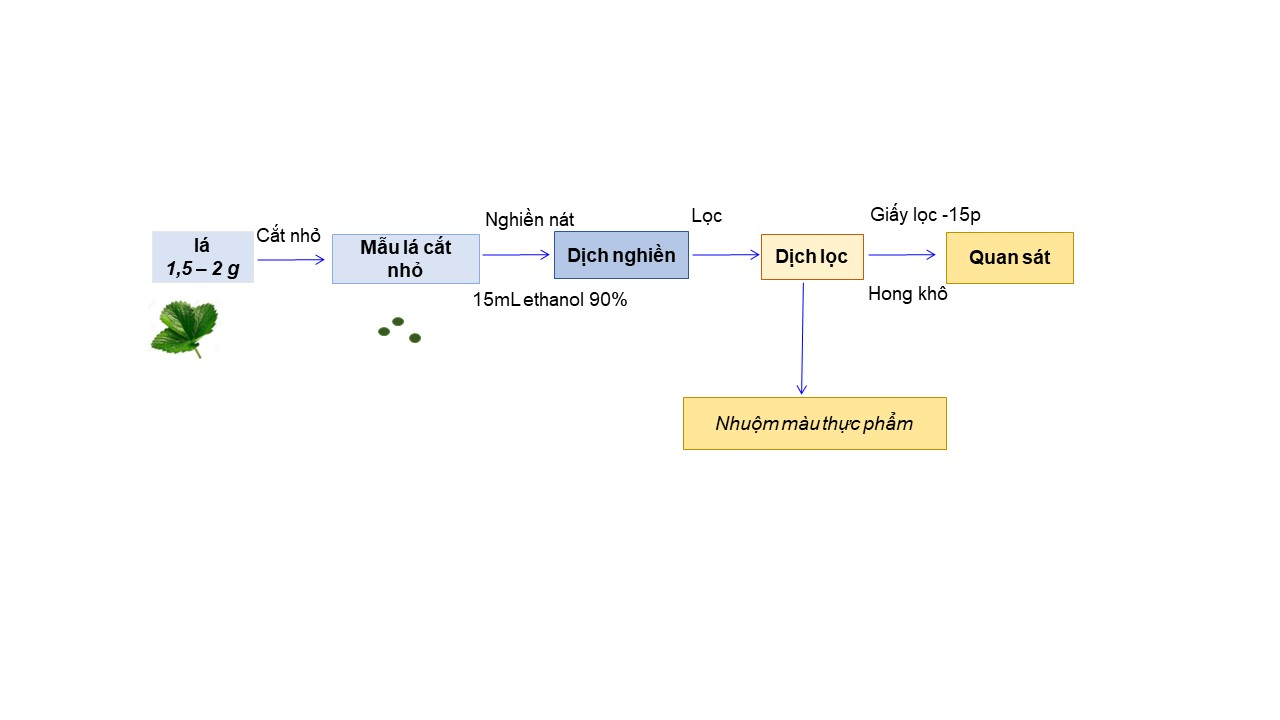 lá
1,5 – 2 g
Cắt nhỏ
Mẫu lá cắt
nhỏ
Nghiền nát
15mL ethanol 90%
Dịch nghiền
Lọc
Dịch lọc
Giấy lọc -15p
Hong khô
Quan sát
Nhuộm màu thực phẩm